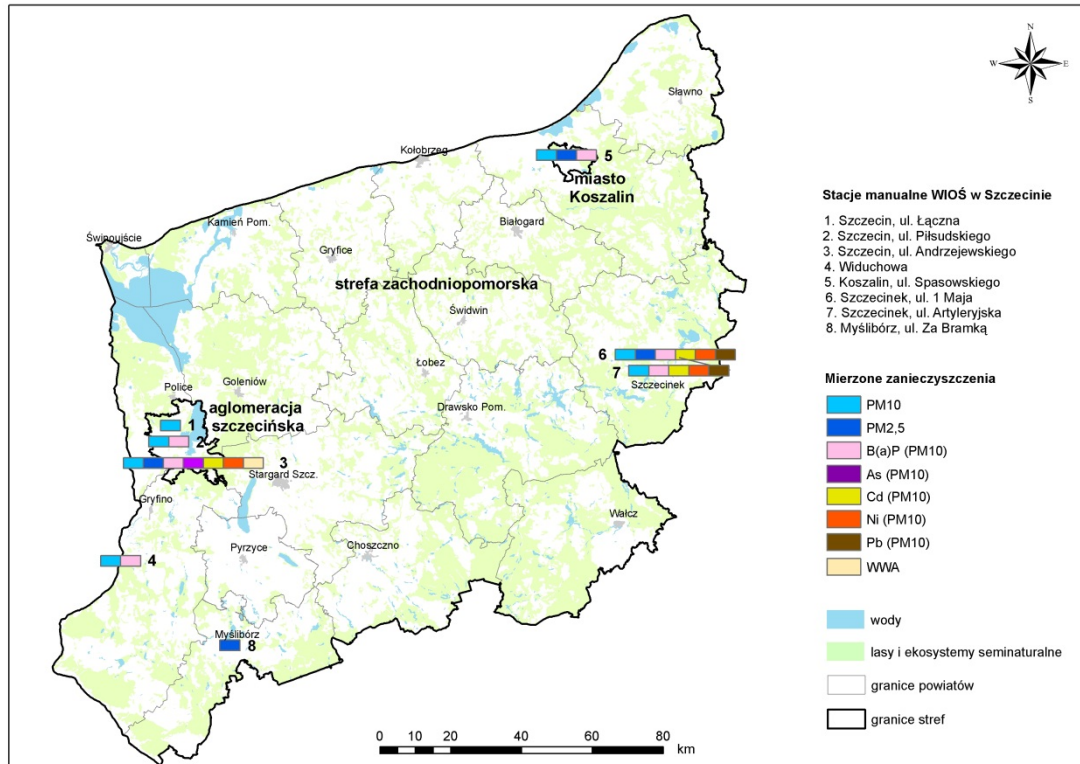 N
W E
S
Sławno
Kołobrzeg
5
miasto
Koszalin
Kamień Pom.
Białogard
Świnoujście
Gryfice
strefa zachodniopomorska
Świdwin
6
7
Szczecinek
Łobez
Police
Goleniów
Drawsko Pom.
aglomeracja
szczecińska
1
2
3
Stargard Szcz.
Gryfino
Wałcz
Pyrzyce
Choszczno
4
Myślibórz
8
0 5 10 20 40 60 80
km
Stacje manualne WIOŚ w Szczecinie
1. Szczecin, ul. Łączna
2. Szczecin, ul. Piłsudskiego
3. Szczecin, ul. Andrzejewskiego
4. Widuchowa
5. Koszalin, ul. Spasowskiego
6. Szczecinek, ul. 1 Maja
7. Szczecinek, ul. Artyleryjska
8. Myślibórz, ul. Za Bramką
Mierzone zanieczyszczenia
PM10
PM2,5
B(a)P (PM10)
As (PM10)
Cd (PM10)
Ni (PM10)
Pb (PM10)
WWA
wody
lasy i ekosystemy seminaturalne
granice powiatów
granice stref